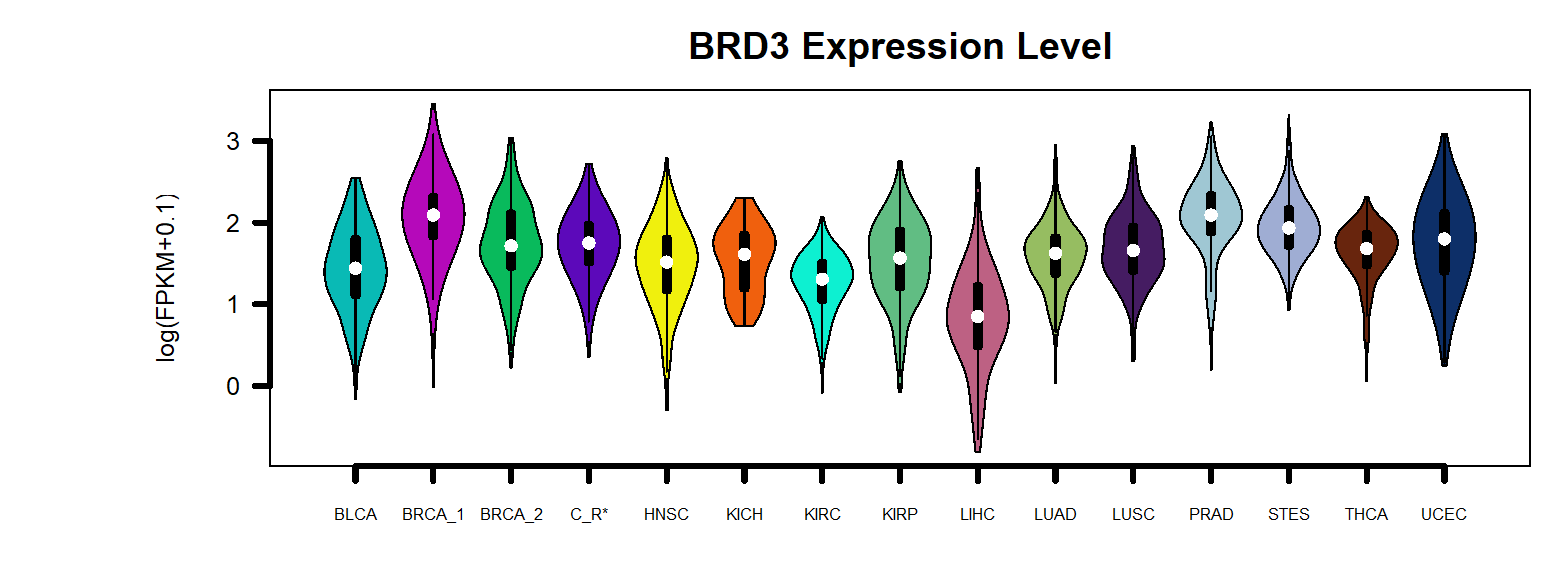 BRD3 Expression Level
log(FPKM+0.1)
3
2
1
0
BLCA BRCA_1 BRCA_2 C_R* HNSC KICH KIRC KIRP LIHC LUAD LUSC PRAD STES THCA UCEC